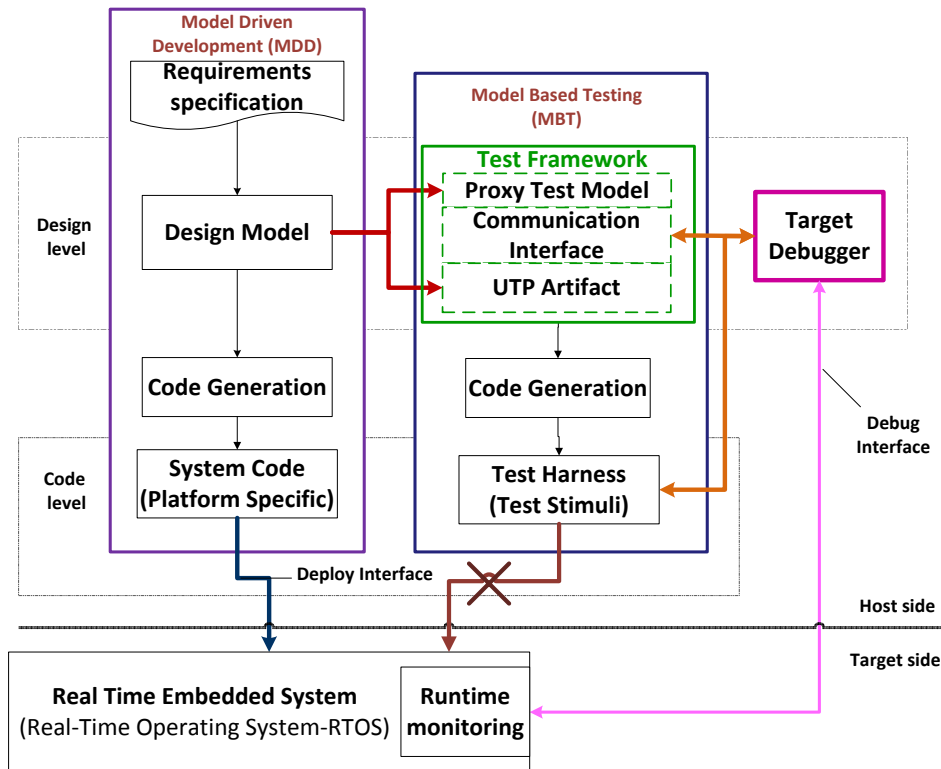 Model Driven
Development (MDD)
Requirements
specification
Model Based Testing
(MBT)
Test Framework
Proxy Test Model
Communication
Interface
UTP Artifact
Design
level
Design Model
Target
Debugger
Code Generation
Code Generation
Debug
Interface
Code
level
System Code
(Platform Specific)
Test Harness
(Test Stimuli)
Deploy Interface
Host side
Target side
Real Time Embedded System
(Real-Time Operating System-RTOS)
Runtime
monitoring